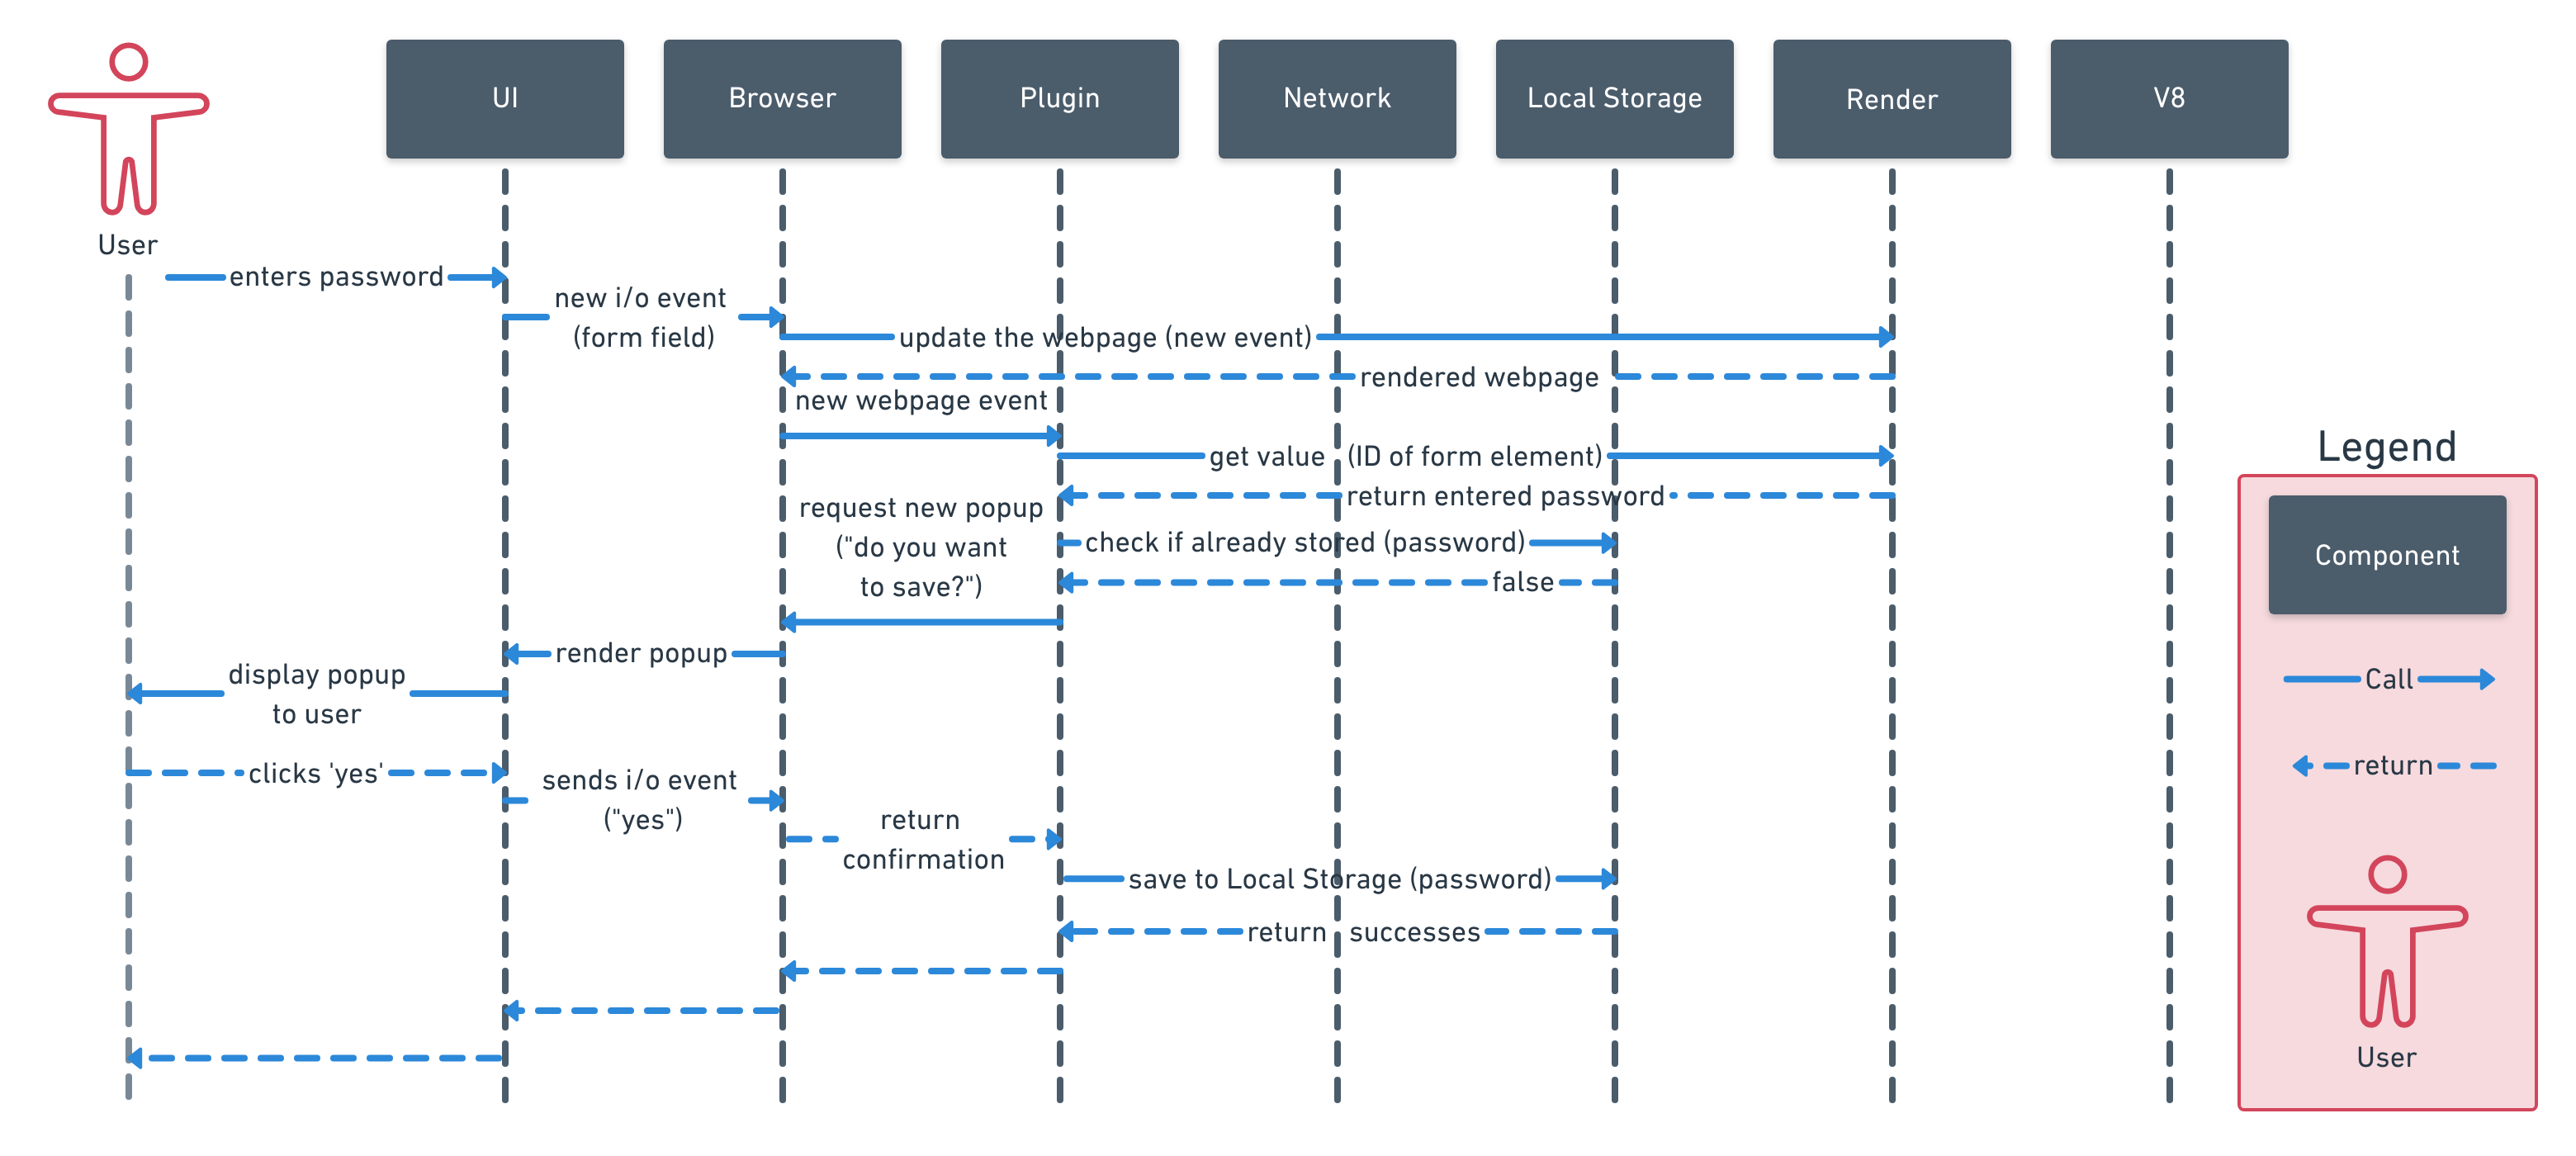 UI
Browser
Plugin
Network
Local Storage
Render
V8
User
enters password
new i/o event
(form field)
update the webpage (new event)
rendered webpage
new webpage event
get value (ID of form element)
return entered password
request new popup
("do you want
to save?")
check if already stored (password)
false
render popup
display popup
to user
clicks 'yes'
sends i/o event
("yes")
return
confirmation
save to Local Storage (password)
return successes
Legend
Component
Call
return
User